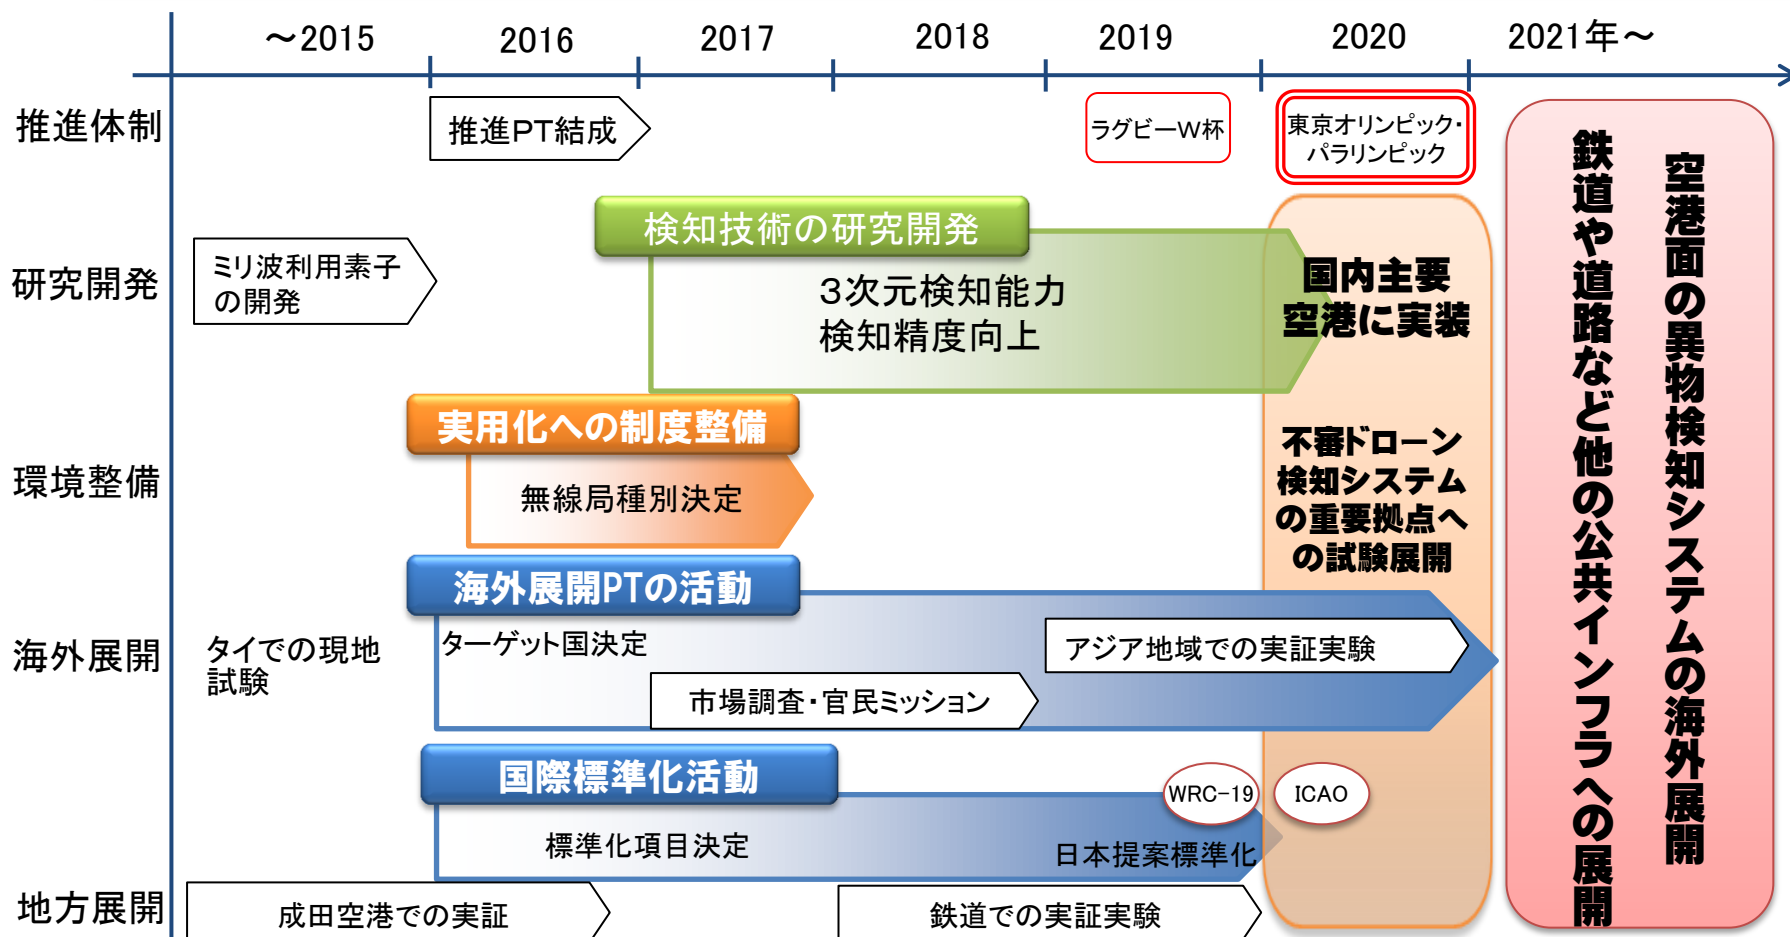 ～2015
2016
2017
2018
2019
2020
2021年～
推進体制
推進PT結成
ラグビーW杯
東京オリンピック・
パラリンピック
研究開発
ミリ波利用素子
の開発
検知技術の研究開発
3次元検知能力
検知精度向上
国内主要
空港に実装
環境整備
実用化への制度整備
無線局種別決定
不審ドローン
検知システム
の重要拠点へ
の試験展開
海外展開
タイでの現地
試験
海外展開PTの活動
ターゲット国決定
市場調査・官民ミッション
アジア地域での実証実験
国際標準化活動
標準化項目決定
日本提案標準化
WRC-19
ICAO
地方展開
成田空港での実証
鉄道での実証実験
空港面の異物検知システムの海外展開
鉄道や道路など他の公共インフラへの展開